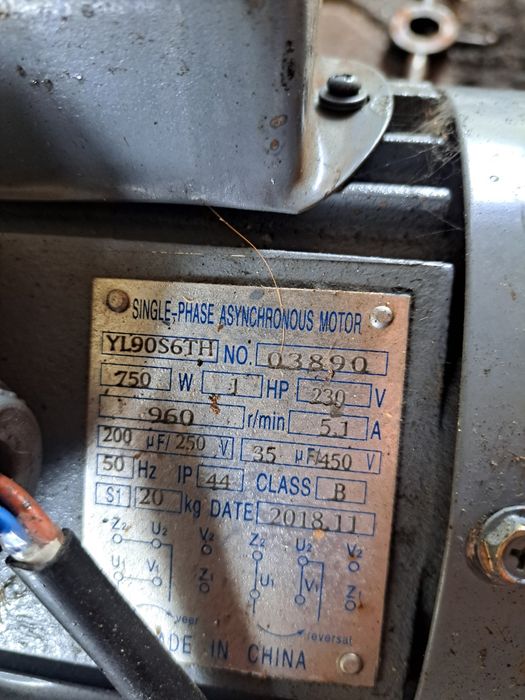 SINGLE-PHASE ASYNCHRONOUS MOTOR
YL90S6TH NO. 03890
750 W 1 HP 230 V
960 r/min 5.1 A
200 μF/250 V 35 μF/450 V
50 Hz IP 44 CLASS B
S1 20 kg DATE 2018.11
Z2 U2 V2 Z2 U2 V2
U1 V1 Z1 U1 V1 Z1
reversat
IN CHINA